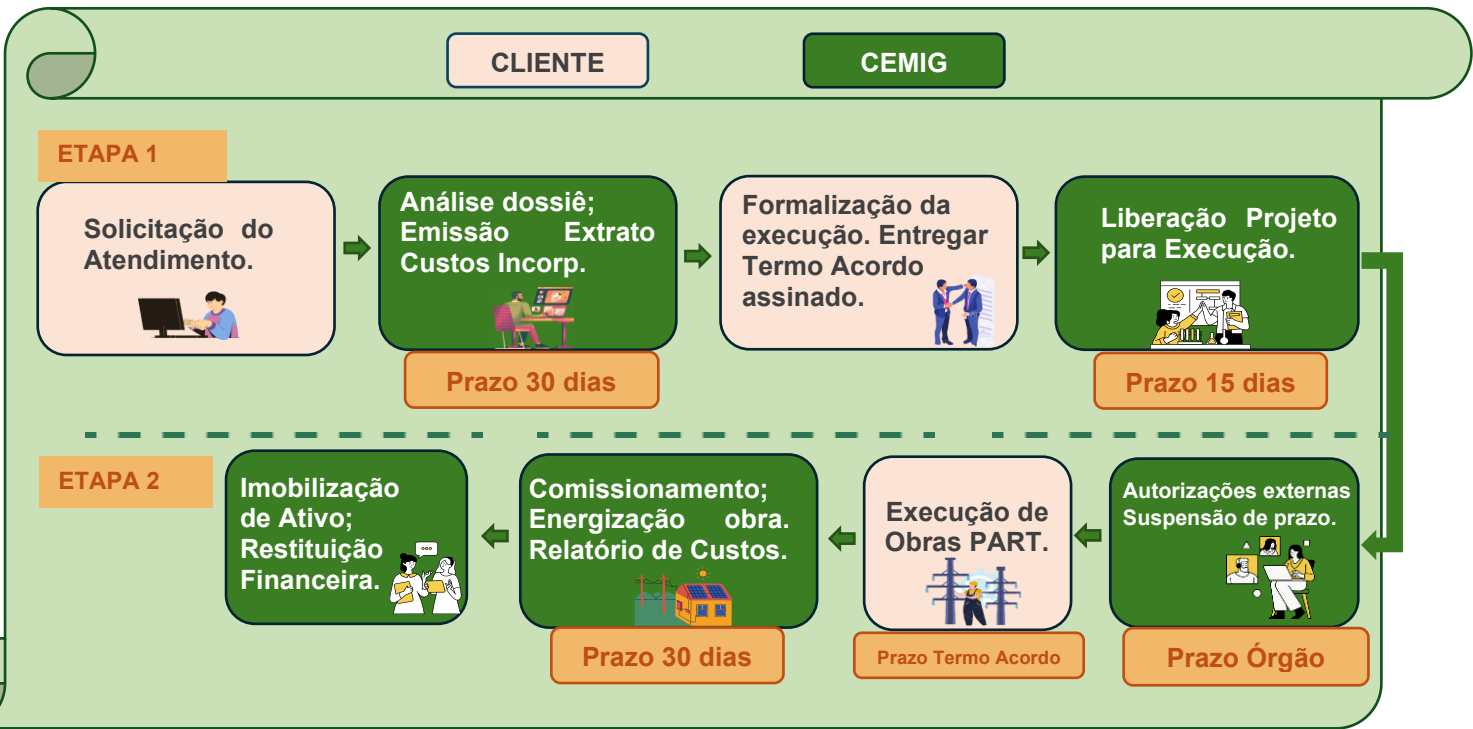 CLIENTE
CEMIG
ETAPA 1
Solicitação do
Atendimento.
Análise dossiê;
Emissão Extrato
Custos Incorp.
Prazo 30 dias
Formalização da
execução. Entregar
Termo Acordo
assinado.
Liberação Projeto
para Execução.
Prazo 15 dias
ETAPA 2
Imobilização
de Ativo;
Restituição
Financeira.
Comissionamento;
Energização obra.
Relatório de Custos.
Prazo 30 dias
Execução de
Obras PART.
Prazo Termo Acordo
Autorizações externas
Suspensão de prazo.
Prazo Órgão